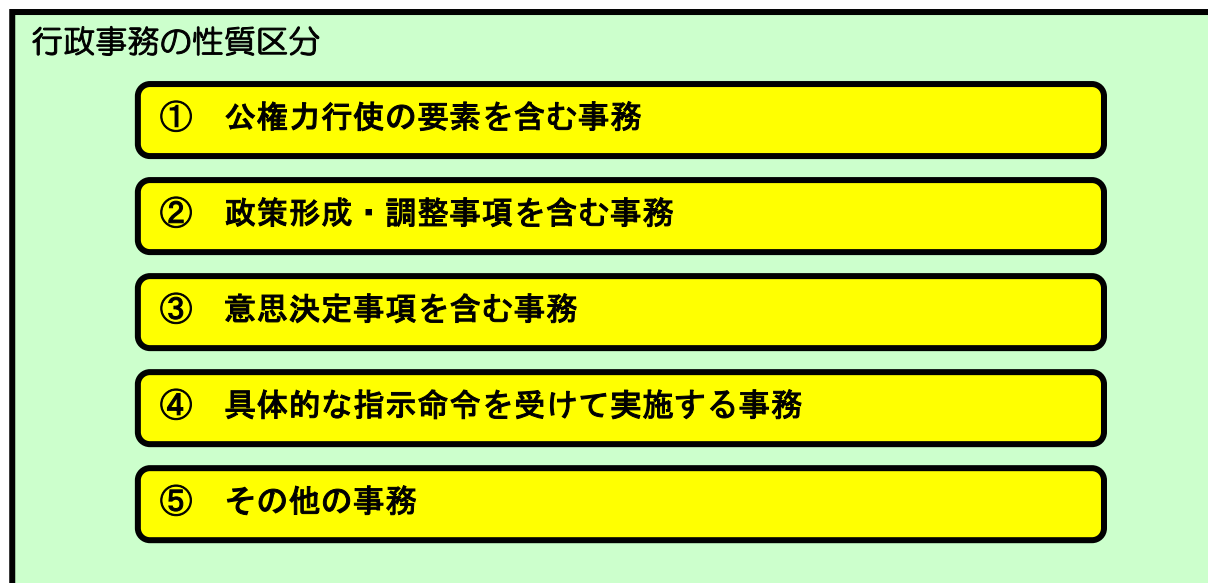 行政事務の性質区分
①　公権力行使の要素を含む事務
②　政策形成・調整事項を含む事務
③　意思決定事項を含む事務
④　具体的な指示命令を受けて実施する事務
⑤　その他の事務